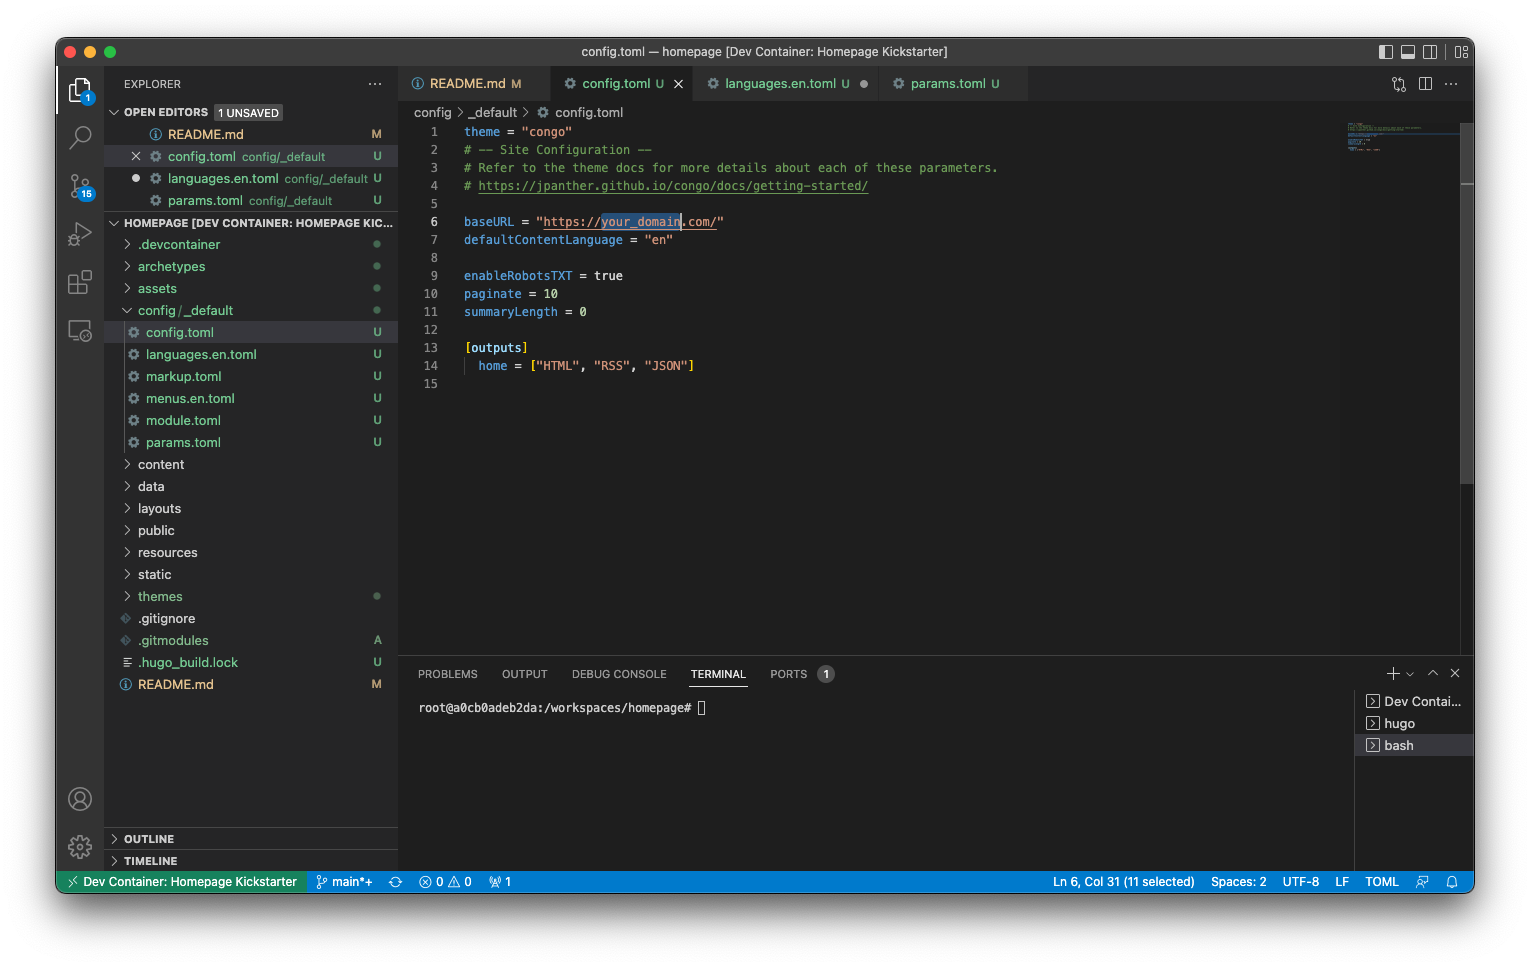 config.toml — homepage [Dev Container: Homepage Kickstarter]
EXPLORER
1
15
OPEN EDITORS 1 UNSAVED
README.md M
config.toml config/_default U
languages.en.toml config/_default U
params.toml config/_default U
HOMEPAGE [DEV CONTAINER: HOMEPAGE KIC...
.devcontainer
archetypes
assets
config/_default
config.toml U
languages.en.toml U
markup.toml U
menus.en.toml U
module.toml U
params.toml U
content
data
layouts
public
resources
static
themes
.gitignore
.gitmodules A
.hugo_build.lock U
README.md M
OUTLINE
TIMELINE
README.md M config.toml U languages.en.toml U params.toml U
config > _default > config.toml
1 theme = "congo"
2 # -- Site Configuration --
3 # Refer to the theme docs for more details about each of these parameters.
4 # https://jpanther.github.io/congo/docs/getting-started/
5
6 baseURL = "https://your_domain.com/"
7 defaultContentLanguage = "en"
8
9 enableRobotsTXT = true
10 paginate = 10
11 summaryLength = 0
12
13 [outputs]
14 home = ["HTML", "RSS", "JSON"]
15
PROBLEMS OUTPUT DEBUG CONSOLE TERMINAL PORTS 1
root@a0cb0adeb2da:/workspaces/homepage#
Dev Contai...
hugo
bash
Dev Container: Homepage Kickstarter main*+ 0 0 1 Ln 6, Col 31 (11 selected) Spaces: 2 UTF-8 LF TOML